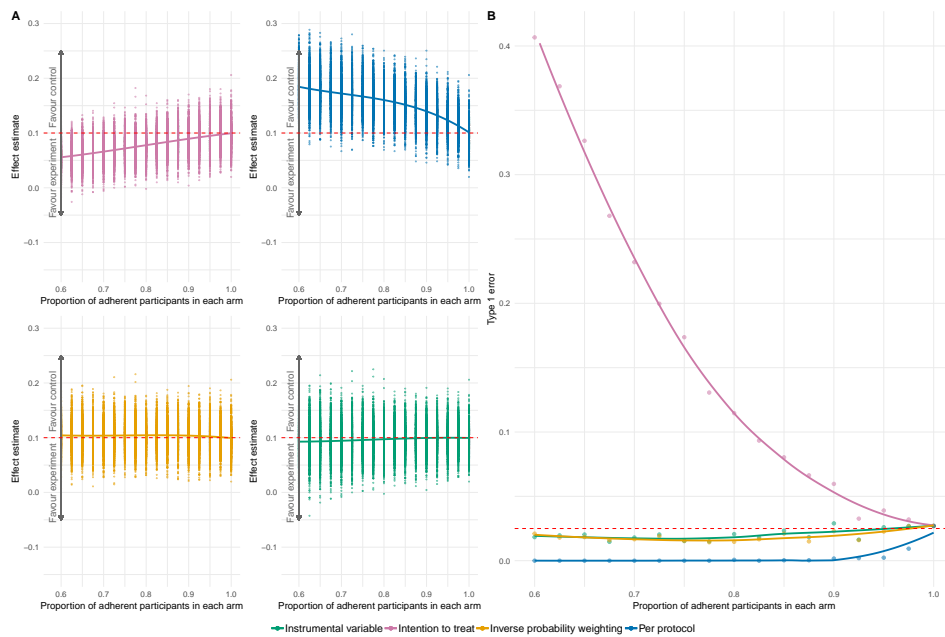 A
B
0.3
0.2
0.1
0.0
−0.1
Effect estimate
Favour control
Favour experiment
0.6 0.7 0.8 0.9 1.0
Proportion of adherent participants in each arm
0.3
0.2
0.1
0.0
−0.1
Effect estimate
Favour control
Favour experiment
0.6 0.7 0.8 0.9 1.0
Proportion of adherent participants in each arm
0.3
0.2
0.1
0.0
−0.1
Effect estimate
Favour control
Favour experiment
0.6 0.7 0.8 0.9 1.0
Proportion of adherent participants in each arm
0.3
0.2
0.1
0.0
−0.1
Effect estimate
Favour control
Favour experiment
0.6 0.7 0.8 0.9 1.0
Proportion of adherent participants in each arm
0.4
0.3
0.2
0.1
0.0
Type 1 error
0.6 0.7 0.8 0.9 1.0
Proportion of adherent participants in each arm
Instrumental variable Intention to treat Inverse probability weighting Per protocol